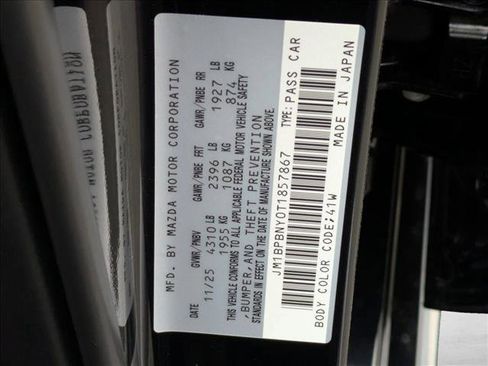 MFD. BY MAZDA MOTOR CORPORATION
GVWR/PNBV GAWR/PNBE FRT GAWR/PNBE RR
11/25 4310 LB 2396 LB 1927 LB
1955 KG 1087 KG 874 KG
THIS VEHICLE CONFORMS TO ALL APPLICABLE FEDERAL MOTOR VEHICLE SAFETY
,BUMPER,AND THEFT PREVENTION
STANDARDS IN EFFECT ON THE DATE OF MANUFACTURE SHOWN ABOVE.
JM1BPBNY0T1857867 TYPE:PASS CAR
BODY COLOR CODE;41W MADE IN JAPAN